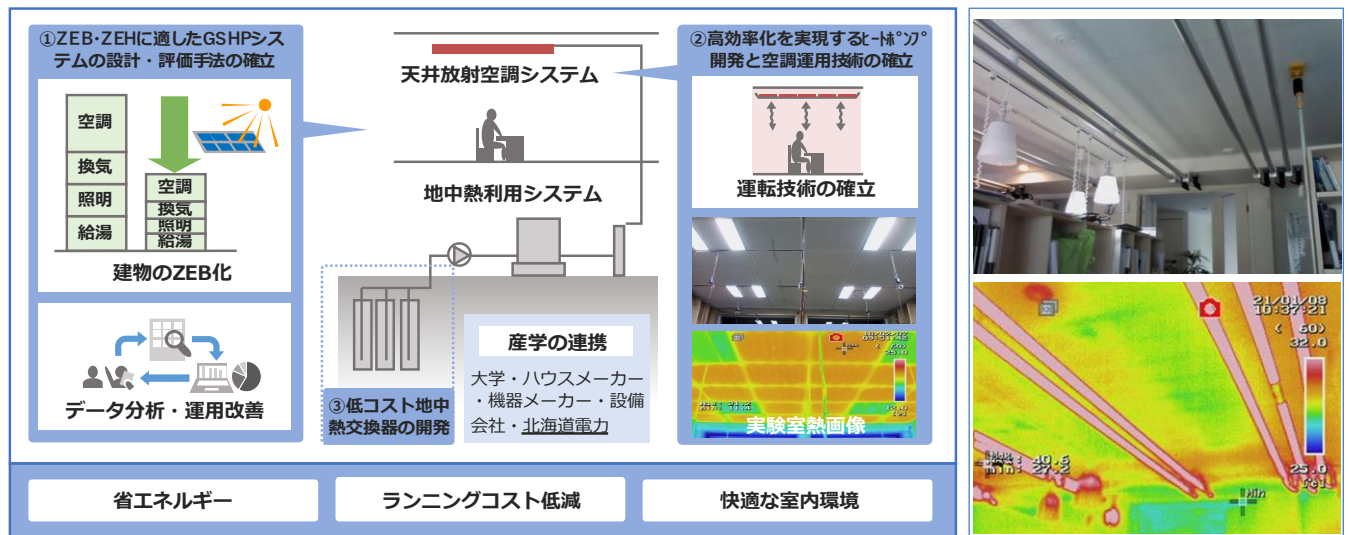 ①ZEB・ZEHに適したGSHPシス
テムの設計・評価手法の確立
空調
換気
照明
給湯
空調
換気
照明
給湯
建物のZEB化
データ分析・運用改善
天井放射空調システム
地中熱利用システム
③低コスト地中
熱交換器の開発
産学の連携
大学・ハウスメーカー
・機器メーカー・設備
会社・北海道電力
②高効率化を実現するﾋｰﾄﾎﾟﾝﾌﾟ
開発と空調運用技術の確立
運転技術の確立
25.0
実験室熱画像
省エネルギー
ランニングコスト低減
快適な室内環境
21/01/08
10:37:21
( 60)
32.0
Max: 40.6
min: 27.2
25.0
[℃]
Min